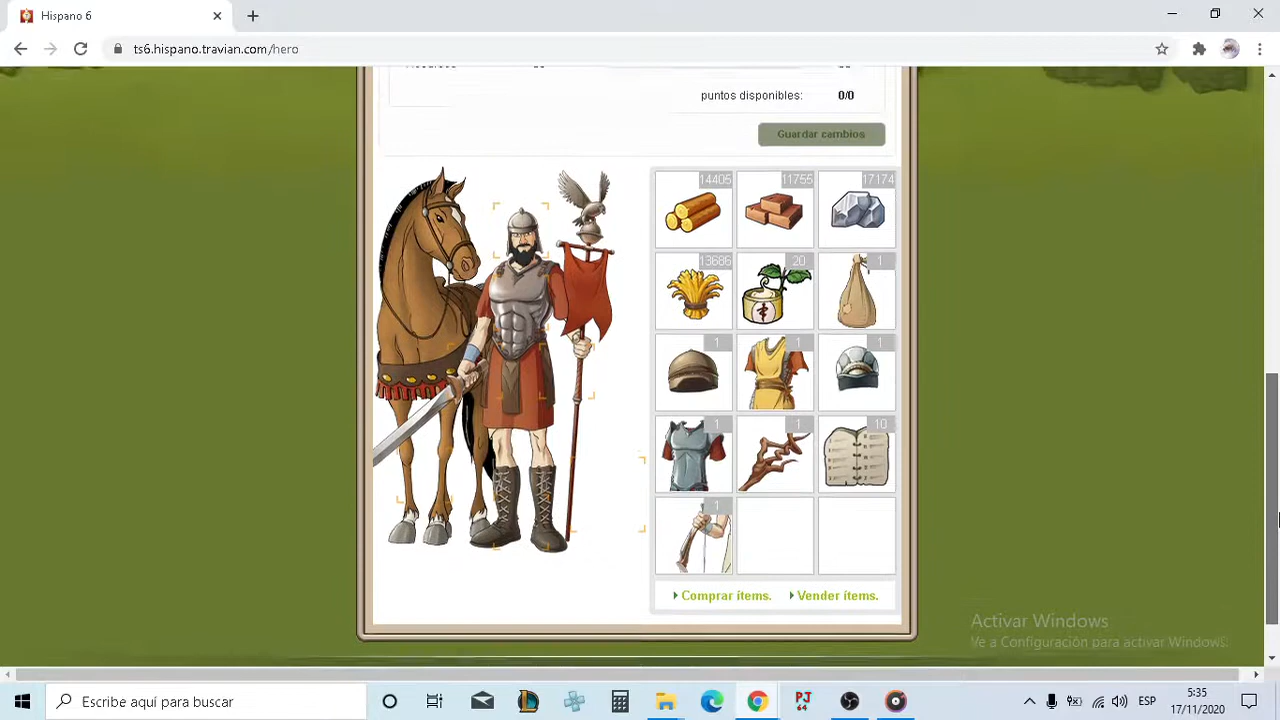 Hispano 6
ts6.hispano.travian.com/hero
puntos disponibles: 0/0
Guardar cambios
14405 11755 17174
13686 20 1
1 1 1
1 1 10
1
Comprar ítems. Vender ítems.
Activar Windows
Ve a Configuración para activar Windows.
Escribe aquí para buscar
PJ 64
ESP
5:35
17/11/2020